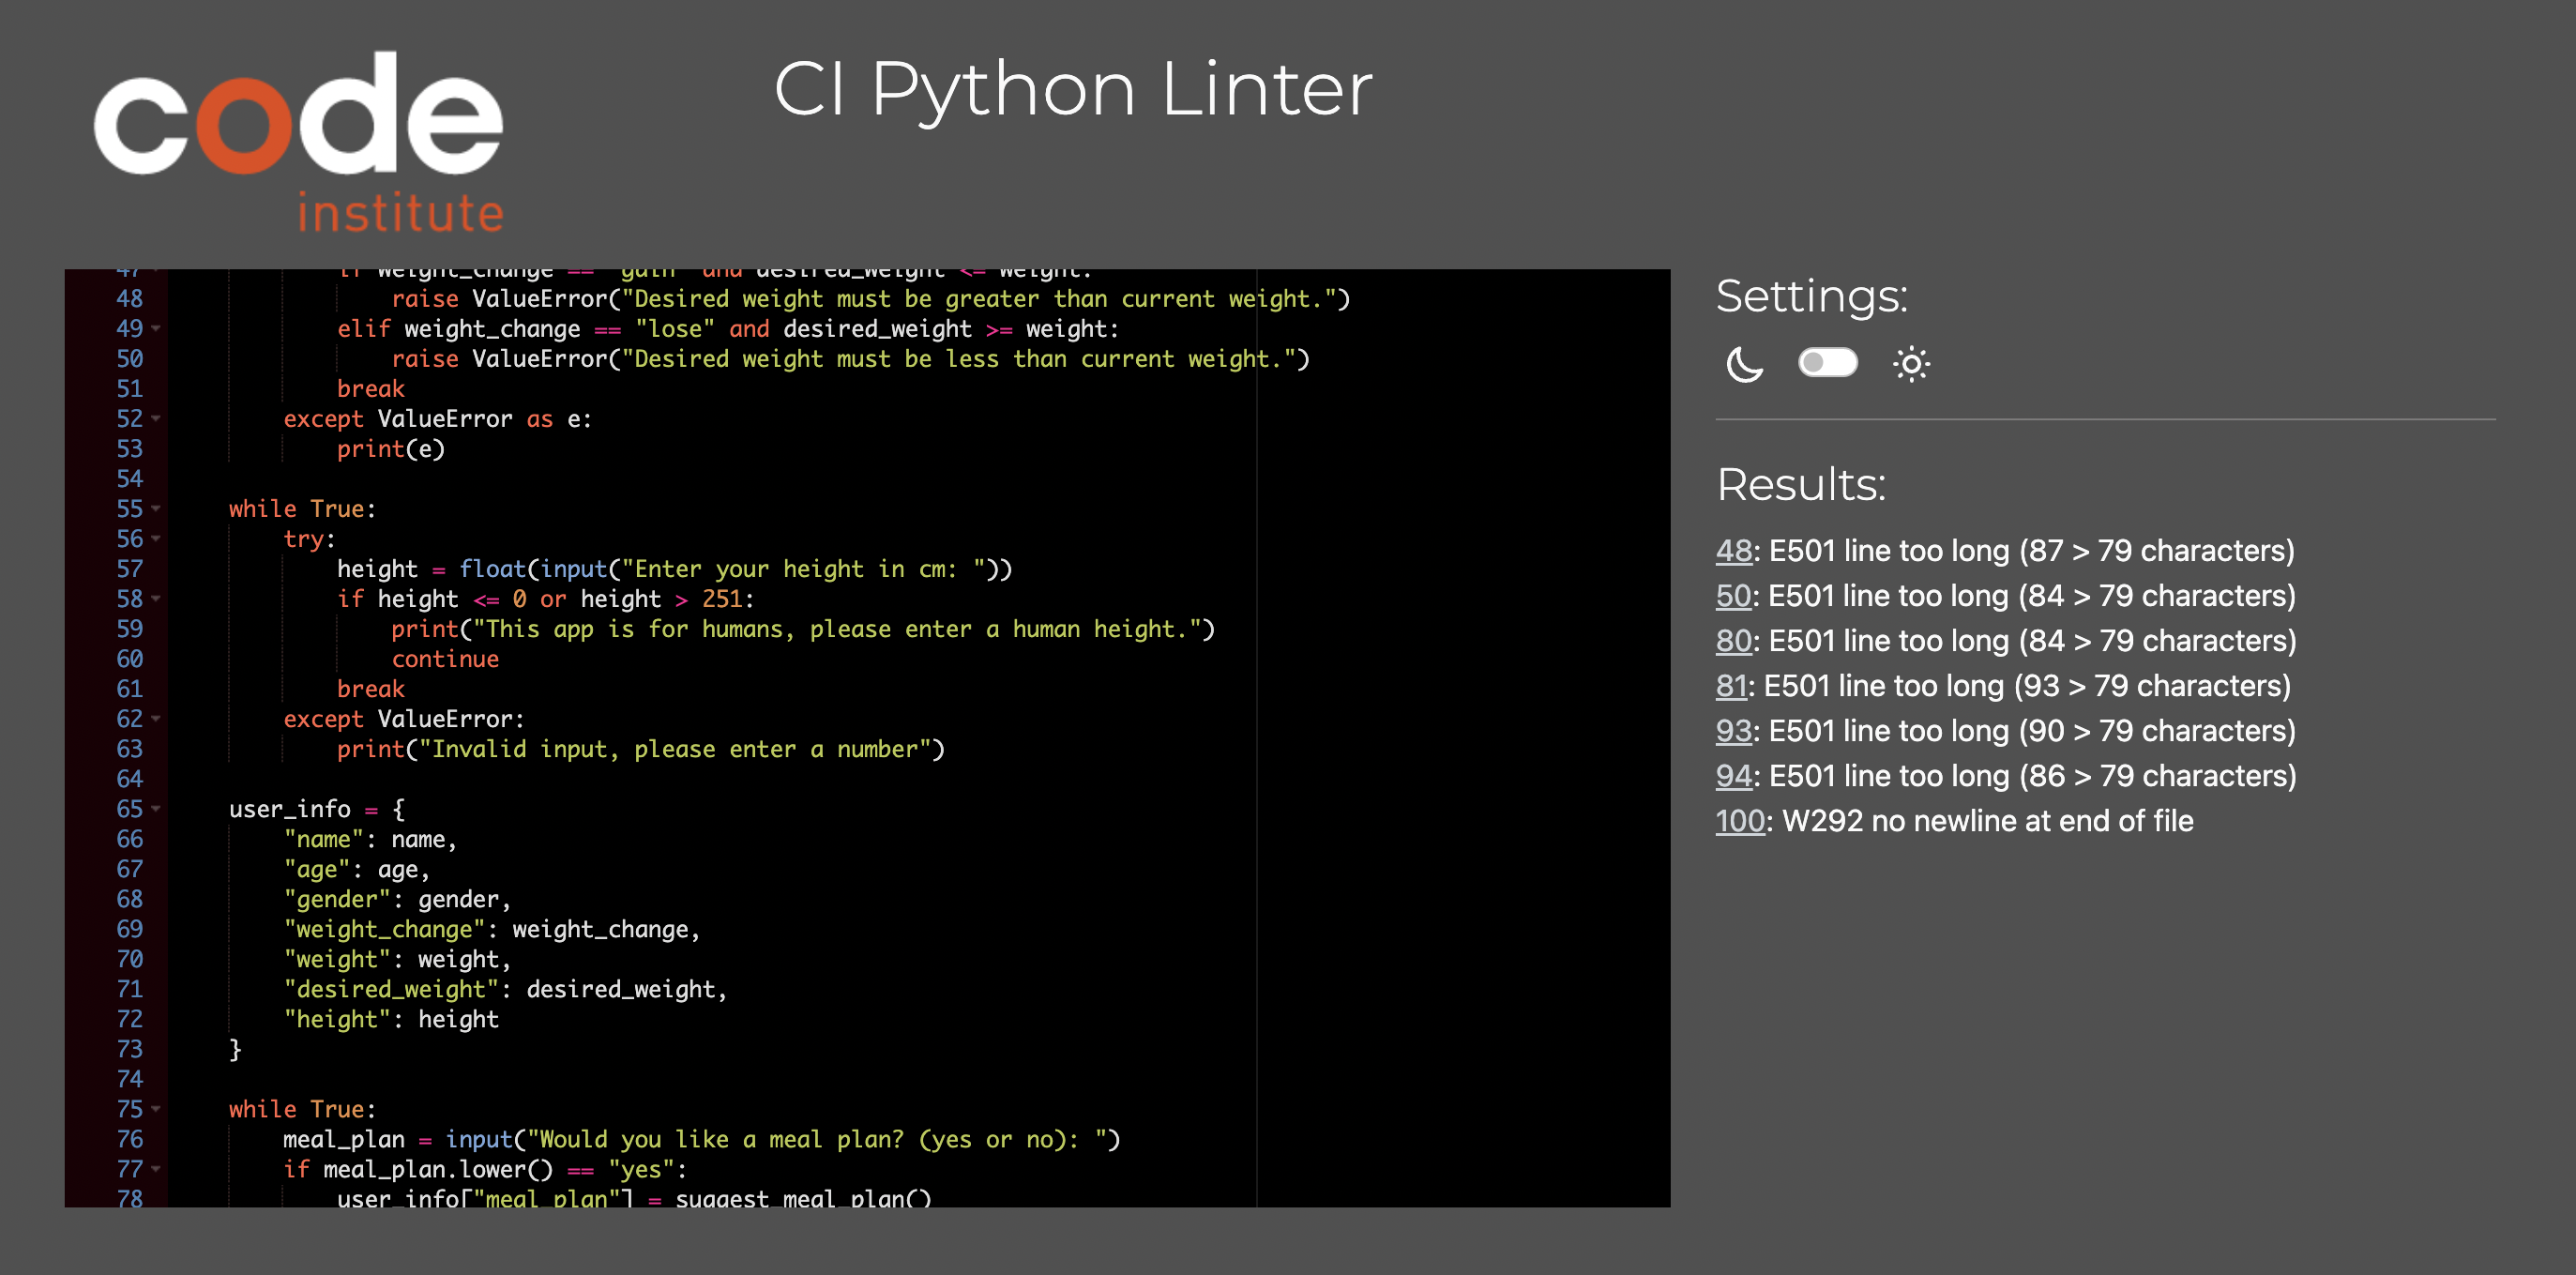 code
institute
CI Python Linter
47 if weight_change == "gain" and desired_weight <= weight:
48 raise ValueError("Desired weight must be greater than current weight.")
49 elif weight_change == "lose" and desired_weight >= weight:
50 raise ValueError("Desired weight must be less than current weight.")
51 break
52 except ValueError as e:
53 print(e)
54
55 while True:
56 try:
57 height = float(input("Enter your height in cm: "))
58 if height <= 0 or height > 251:
59 print("This app is for humans, please enter a human height.")
60 continue
61 break
62 except ValueError:
63 print("Invalid input, please enter a number")
64
65 user_info = {
66 "name": name,
67 "age": age,
68 "gender": gender,
69 "weight_change": weight_change,
70 "weight": weight,
71 "desired_weight": desired_weight,
72 "height": height
73 }
74
75 while True:
76 meal_plan = input("Would you like a meal plan? (yes or no): ")
77 if meal_plan.lower() == "yes":
78 user_info["meal_plan"] = suggest_meal_plan()
Settings:
Results:
48: E501 line too long (87 > 79 characters)
50: E501 line too long (84 > 79 characters)
80: E501 line too long (84 > 79 characters)
81: E501 line too long (93 > 79 characters)
93: E501 line too long (90 > 79 characters)
94: E501 line too long (86 > 79 characters)
100: W292 no newline at end of file